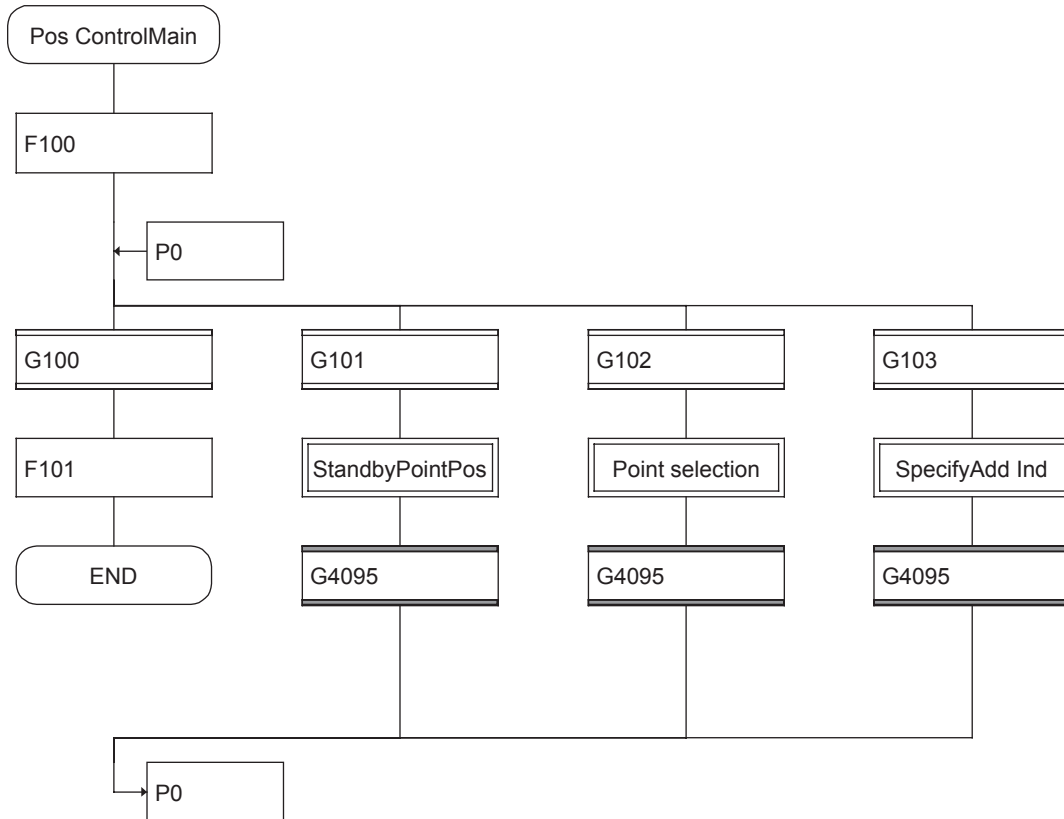 Pos ControlMain
F100
P0
G100
G101
G102
G103
F101
StandbyPointPos
Point selection
SpecifyAdd Ind
END
G4095
G4095
G4095
P0